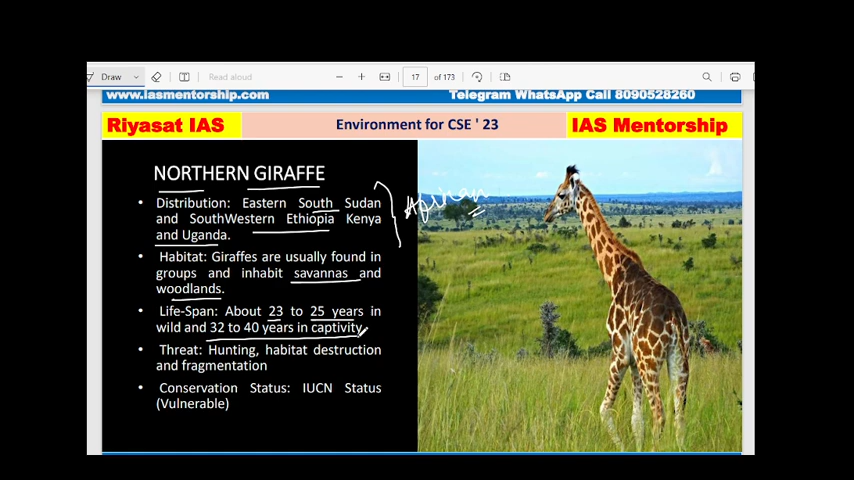 Draw
Read aloud
17 of 173
www.iasmentorship.com Telegram WhatsApp Call 8090528260
Riyasat IAS
Environment for CSE ' 23
IAS Mentorship
NORTHERN GIRAFFE
• Distribution: Eastern South Sudan
and SouthWestern Ethiopia Kenya
and Uganda.
African
• Habitat: Giraffes are usually found in
groups and inhabit savannas and
woodlands.
• Life-Span: About 23 to 25 years in
wild and 32 to 40 years in captivity
• Threat: Hunting, habitat destruction
and fragmentation
• Conservation Status: IUCN Status
(Vulnerable)